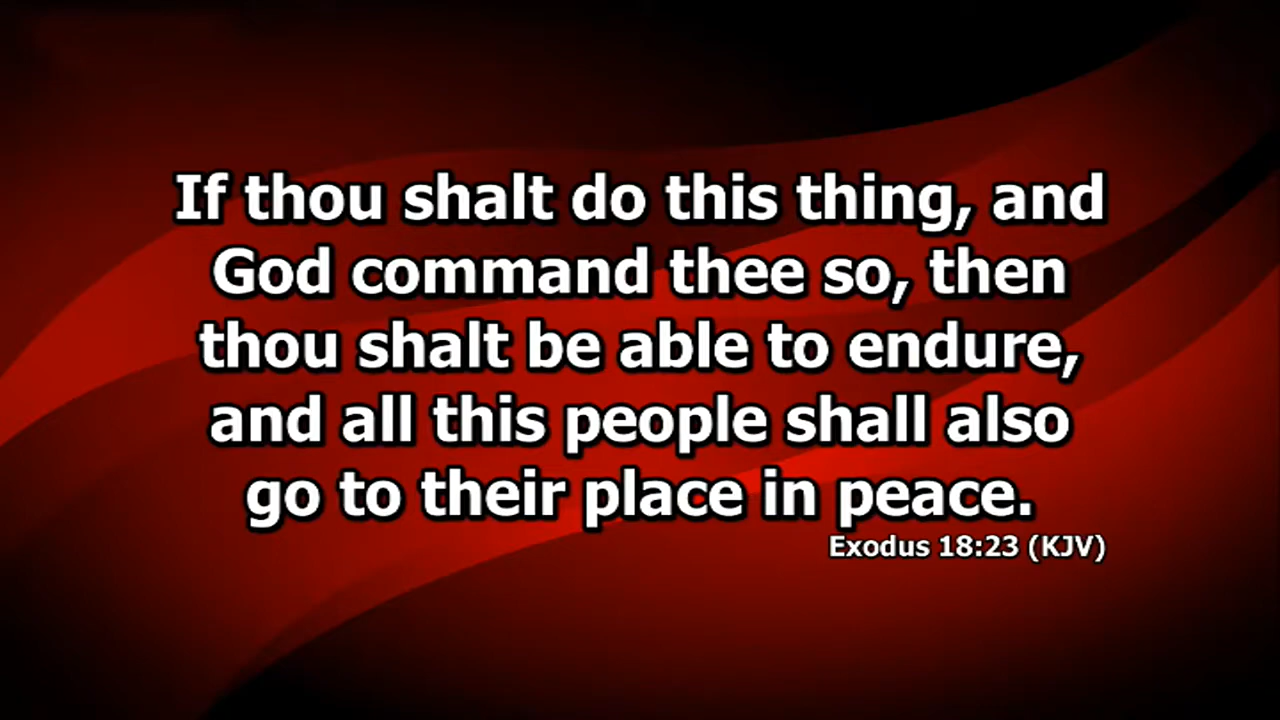 If thou shalt do this thing, and
God command thee so, then
thou shalt be able to endure,
and all this people shall also
go to their place in peace.
Exodus 18:23 (KJV)